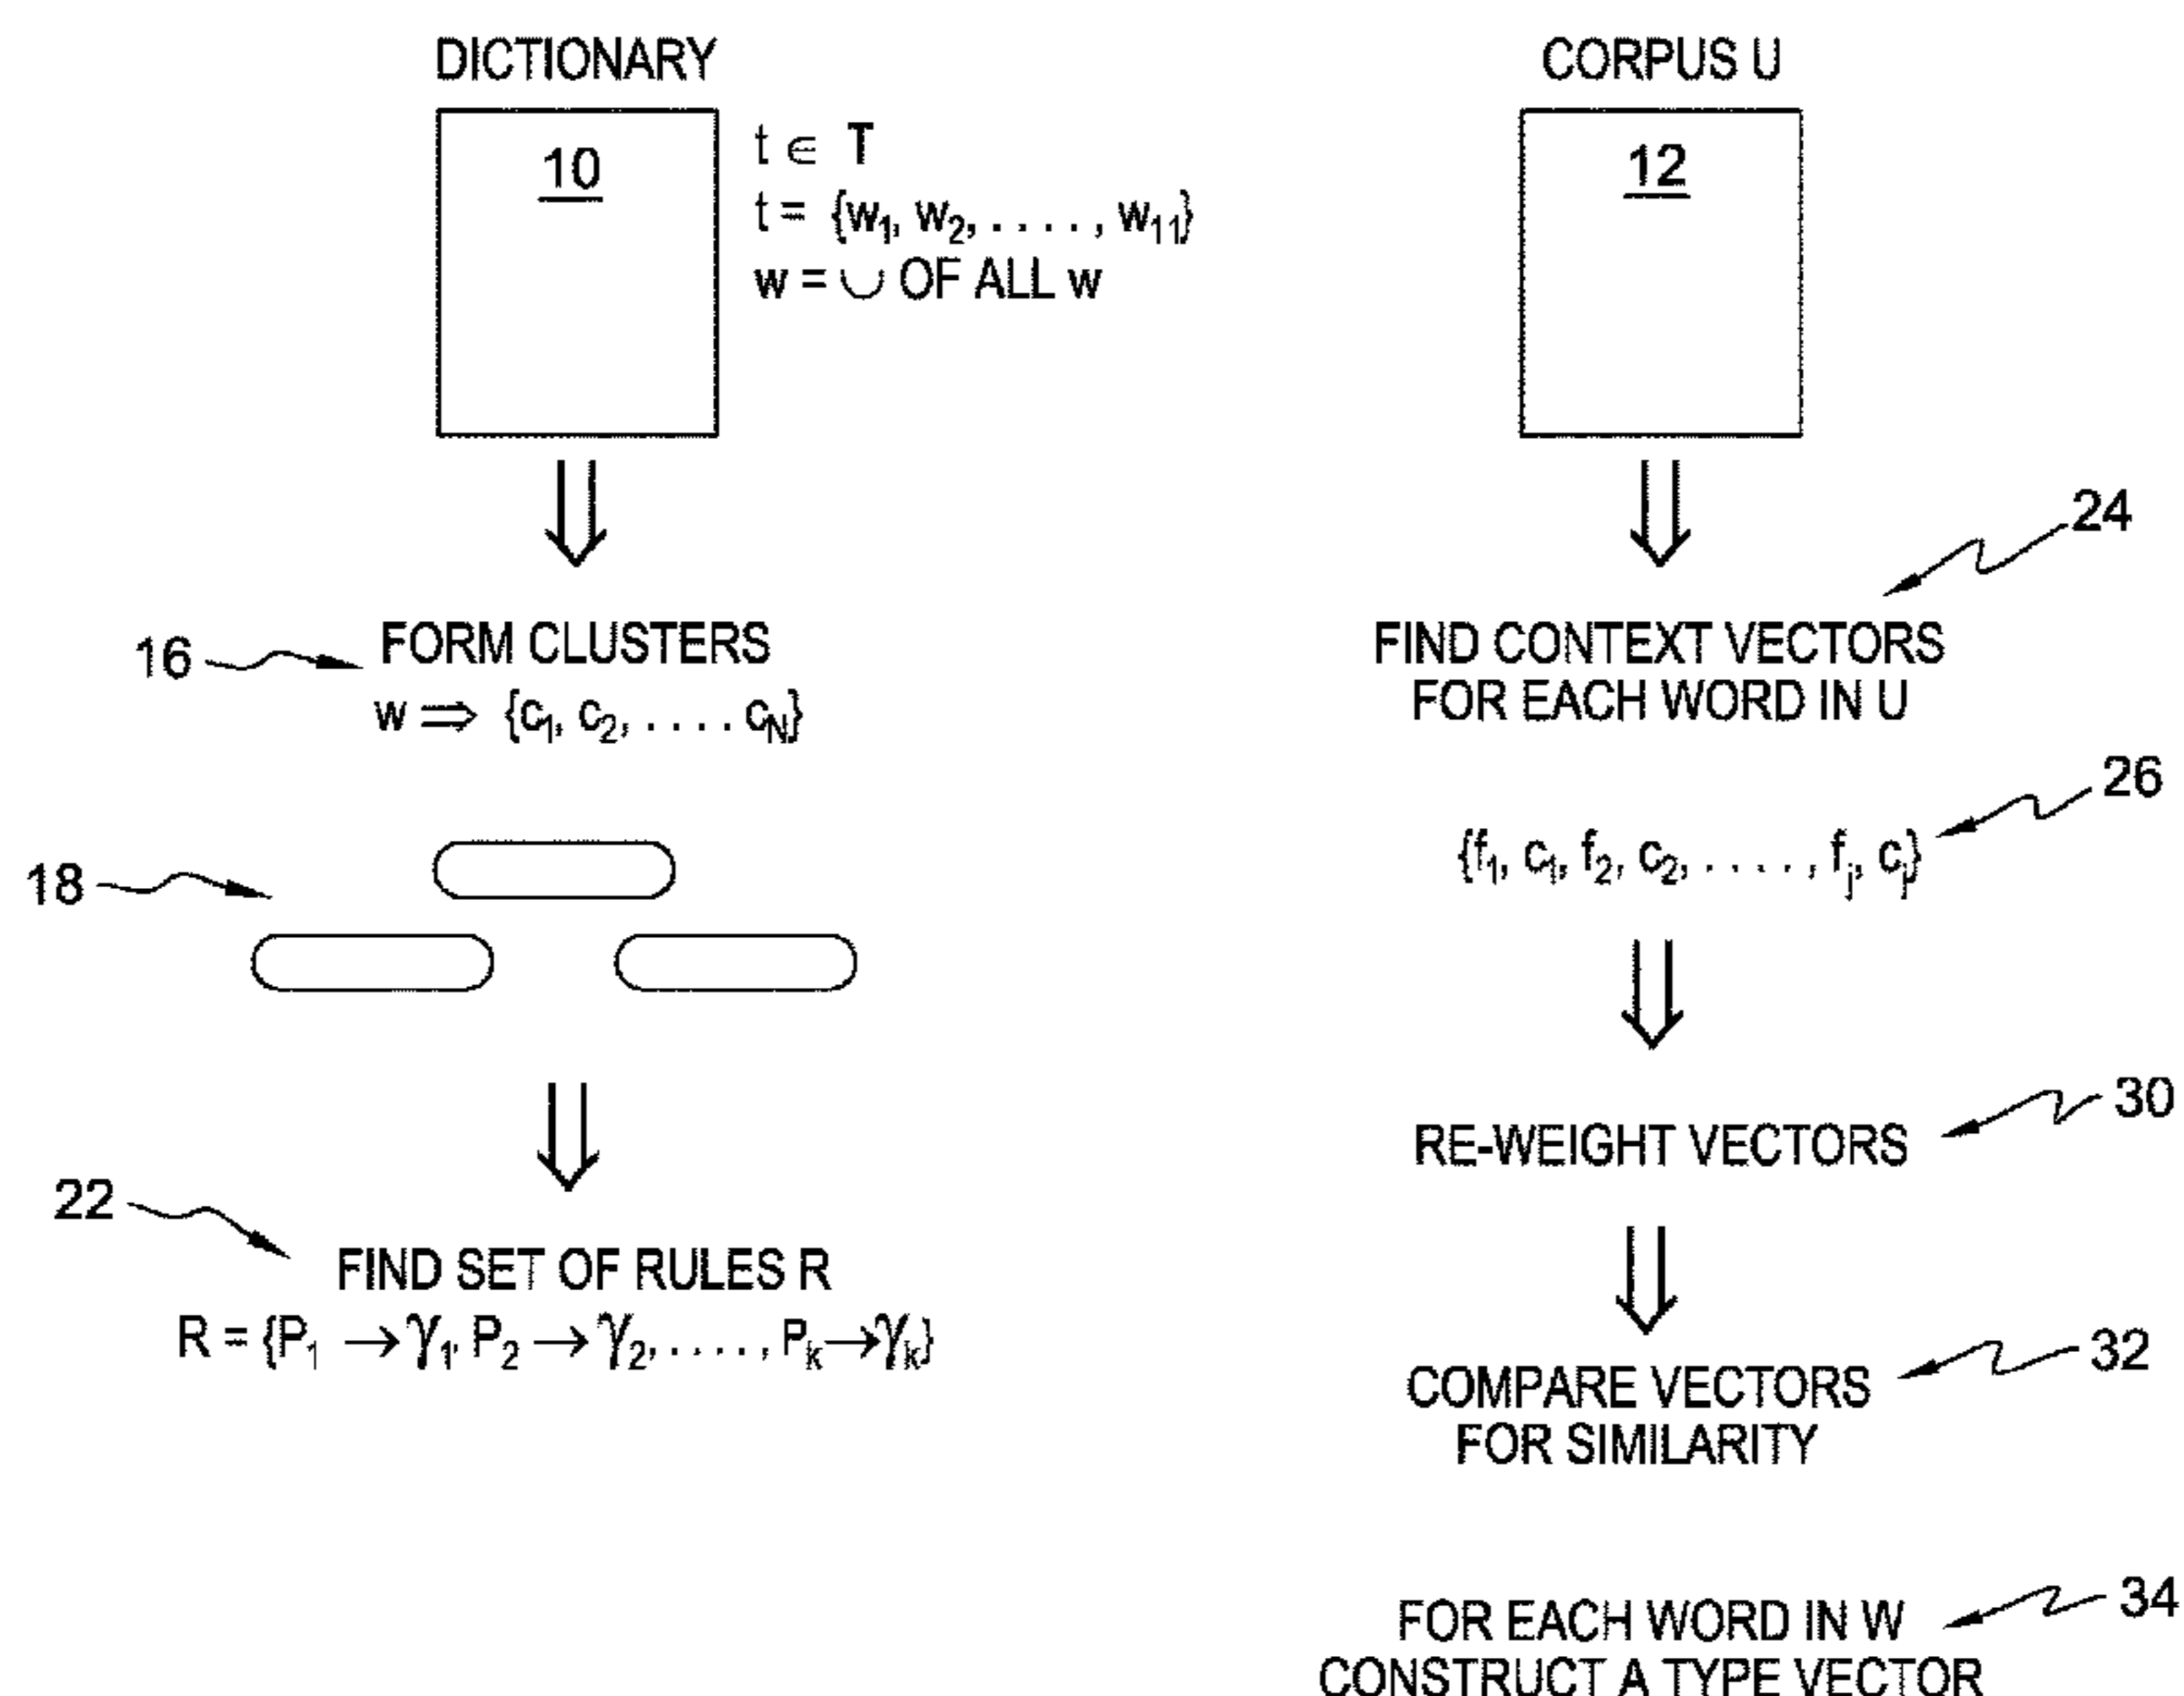 DICTIONARY
10
t ∈ T
t = {w₁, w₂, . . . . , w₁₁}
w = ∪ OF ALL w
16
FORM CLUSTERS
w ⇒ {c₁, c₂, . . . . c_N}
18
22
FIND SET OF RULES R
R = {P₁ → γ₁, P₂ → γ₂, . . . . , Pₖ → γₖ}
CORPUS U
12
24
FIND CONTEXT VECTORS
FOR EACH WORD IN U
26
{f₁, c₁, f₂, c₂, . . . . , fⱼ, cⱼ}
30
RE-WEIGHT VECTORS
32
COMPARE VECTORS
FOR SIMILARITY
34
FOR EACH WORD IN W
CONSTRUCT A TYPE VECTOR